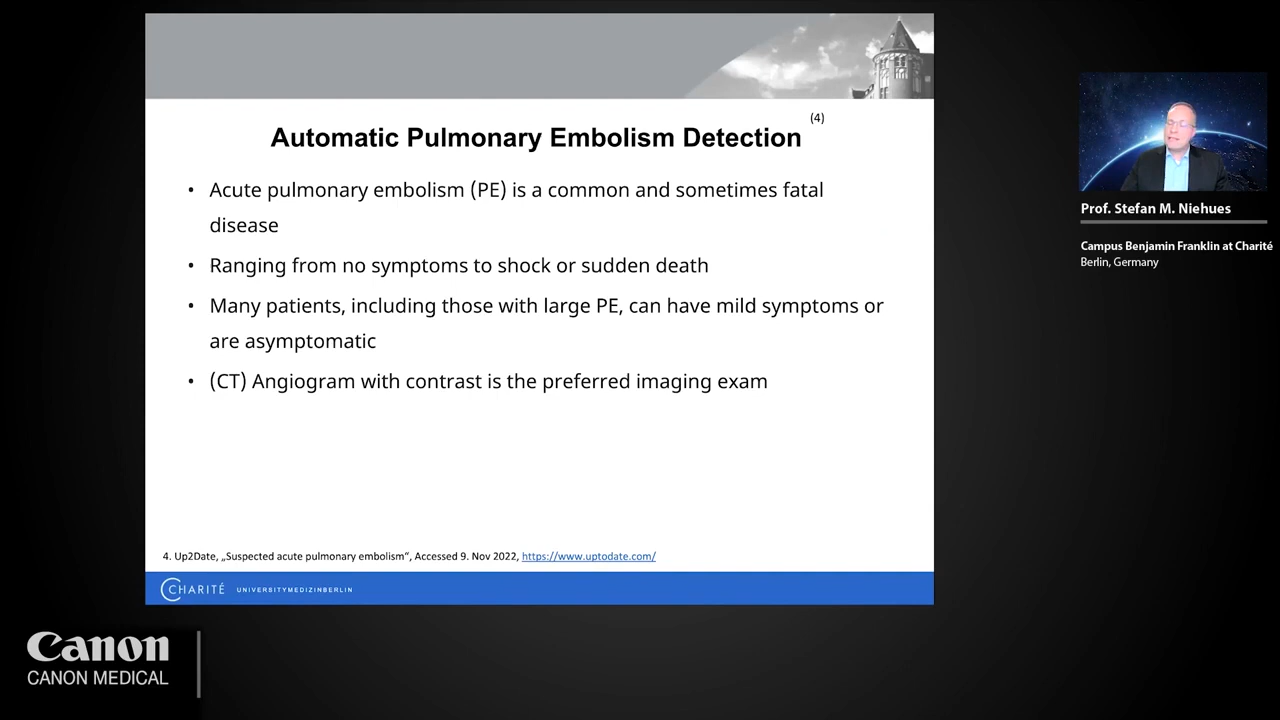 (4)
Automatic Pulmonary Embolism Detection
• Acute pulmonary embolism (PE) is a common and sometimes fatal
disease
• Ranging from no symptoms to shock or sudden death
• Many patients, including those with large PE, can have mild symptoms or
are asymptomatic
• (CT) Angiogram with contrast is the preferred imaging exam
4. Up2Date, „Suspected acute pulmonary embolism“, Accessed 9. Nov 2022, https://www.uptodate.com/
CHARITÉ UNIVERSITYMEDIZINBERLIN
Prof. Stefan M. Niehues
Campus Benjamin Franklin at Charité
Berlin, Germany
Canon
CANON MEDICAL